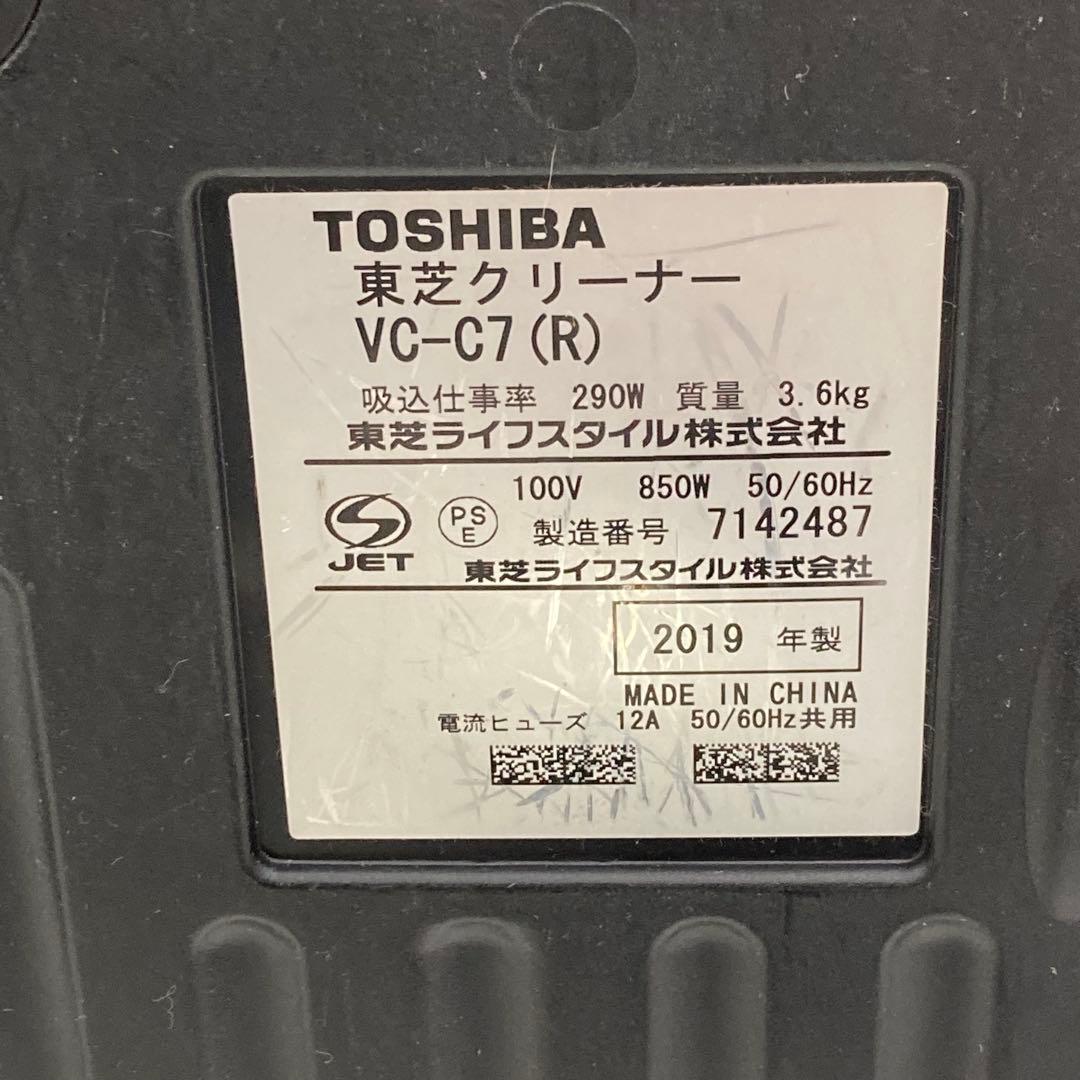 TOSHIBA
東芝クリーナー
VC-C7(R)
吸込仕事率 290W 質量 3.6kg
東芝ライフスタイル株式会社
100V 850W 50/60Hz
JET PSE 製造番号 7142487
東芝ライフスタイル株式会社
2019 年製
MADE IN CHINA
電流ヒューズ 12A 50/60Hz共用